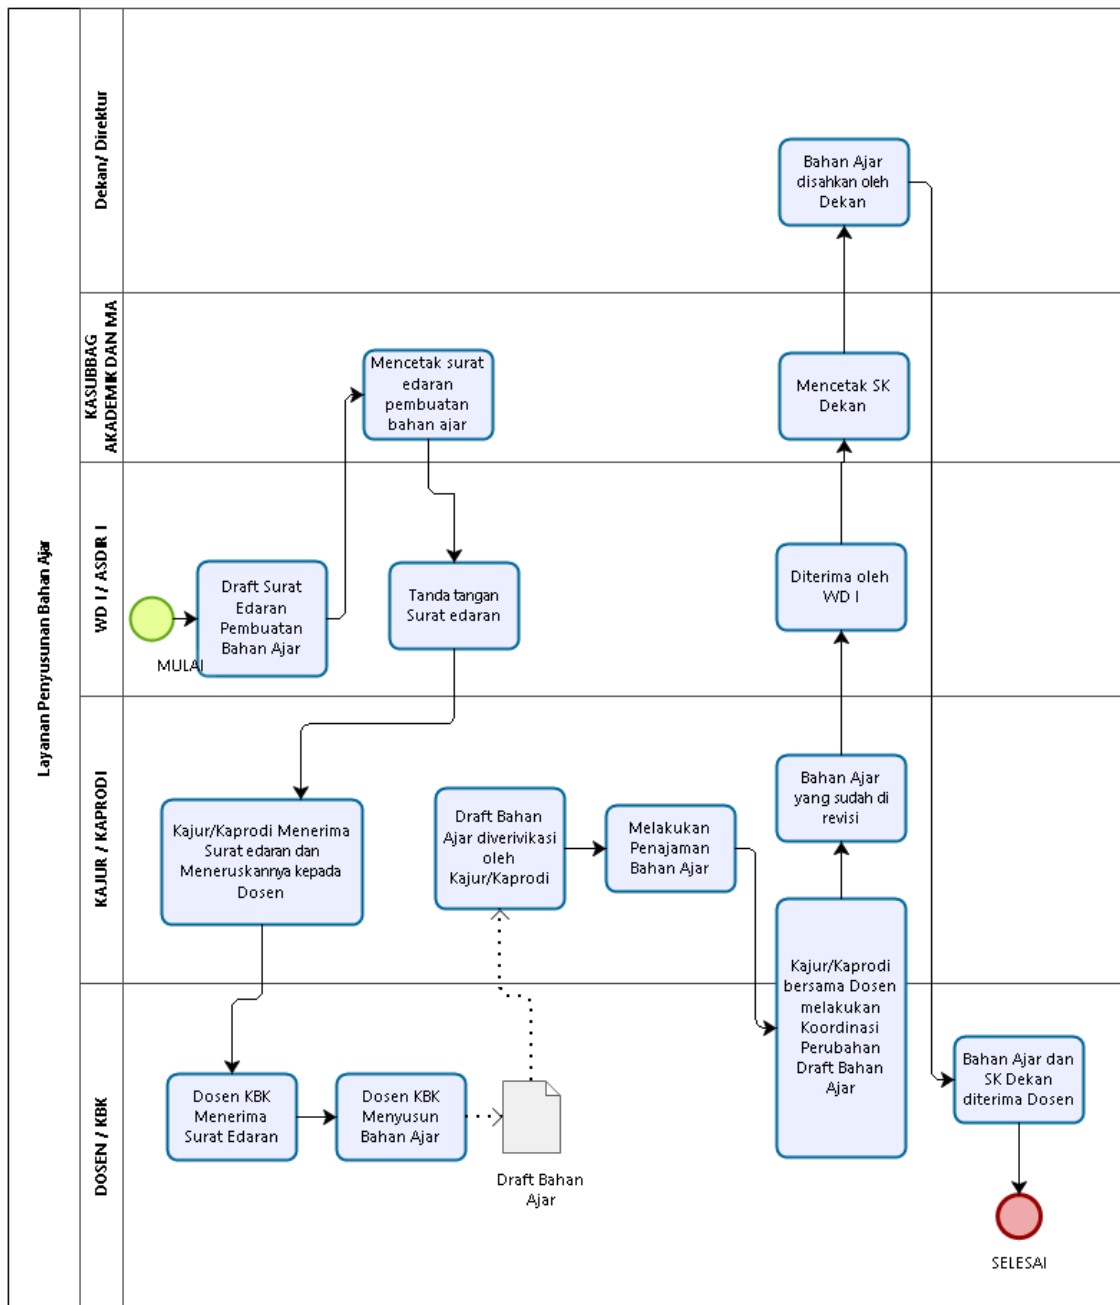 Layanan Penyusunan Bahan Ajar
Dekan/ Direktur
Bahan Ajar
disahkan oleh
Dekan
KASUBBAG
AKADEMIK DAN MA
Mencetak surat
edaran
pembuatan
bahan ajar
Mencetak SK
Dekan
WD I / ASDIR I
MULAI
Draft Surat
Edaran
Pembuatan
Bahan Ajar
Tanda tangan
Surat edaran
Diterima oleh
WD I
KAJUR / KAPRODI
Kajur/Kaprodi Menerima
Surat edaran dan
Meneruskannya kepada
Dosen
Draft Bahan
Ajar diverivikasi
oleh
Kajur/Kaprodi
Melakukan
Penajaman
Bahan Ajar
Bahan Ajar
yang sudah di
revisi
Kajur/Kaprodi
bersama Dosen
melakukan
Koordinasi
Perubahan
Draft Bahan
Ajar
DOSEN / KBK
Dosen KBK
Menerima
Surat Edaran
Dosen KBK
Menyusun
Bahan Ajar
Draft Bahan
Ajar
Bahan Ajar dan
SK Dekan
diterima Dosen
SELESAI